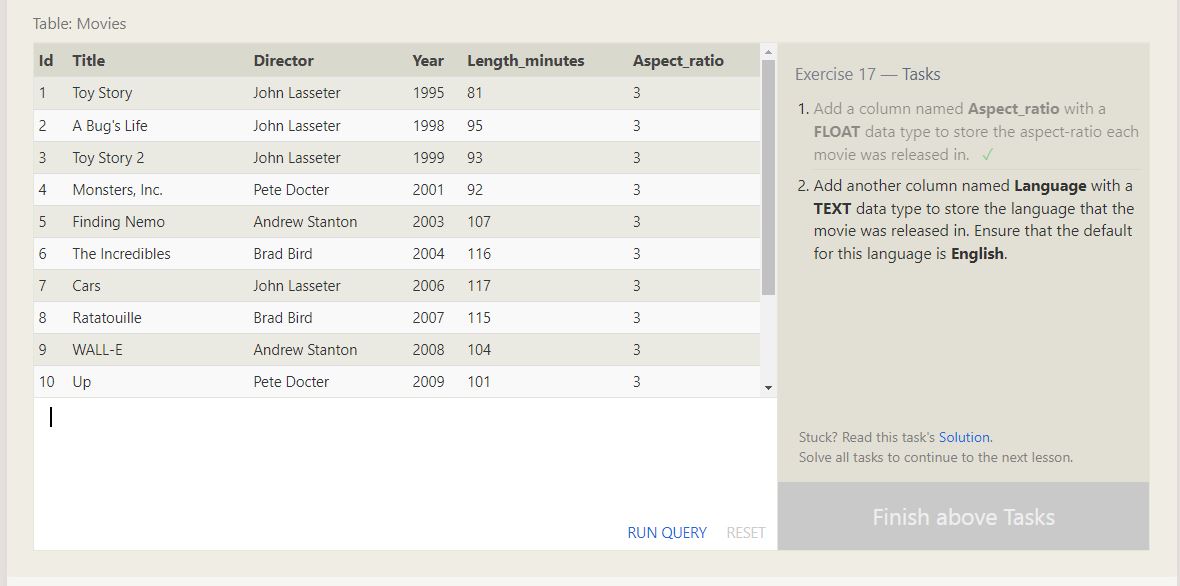 Table: Movies
Id Title Director Year Length_minutes Aspect_ratio
1 Toy Story John Lasseter 1995 81 3
2 A Bug's Life John Lasseter 1998 95 3
3 Toy Story 2 John Lasseter 1999 93 3
4 Monsters, Inc. Pete Docter 2001 92 3
5 Finding Nemo Andrew Stanton 2003 107 3
6 The Incredibles Brad Bird 2004 116 3
7 Cars John Lasseter 2006 117 3
8 Ratatouille Brad Bird 2007 115 3
9 WALL-E Andrew Stanton 2008 104 3
10 Up Pete Docter 2009 101 3
RUN QUERY RESET
Exercise 17 — Tasks
1. Add a column named Aspect_ratio with a
FLOAT data type to store the aspect-ratio each
movie was released in. ✓
2. Add another column named Language with a
TEXT data type to store the language that the
movie was released in. Ensure that the default
for this language is English.
Stuck? Read this task's Solution.
Solve all tasks to continue to the next lesson.
Finish above Tasks